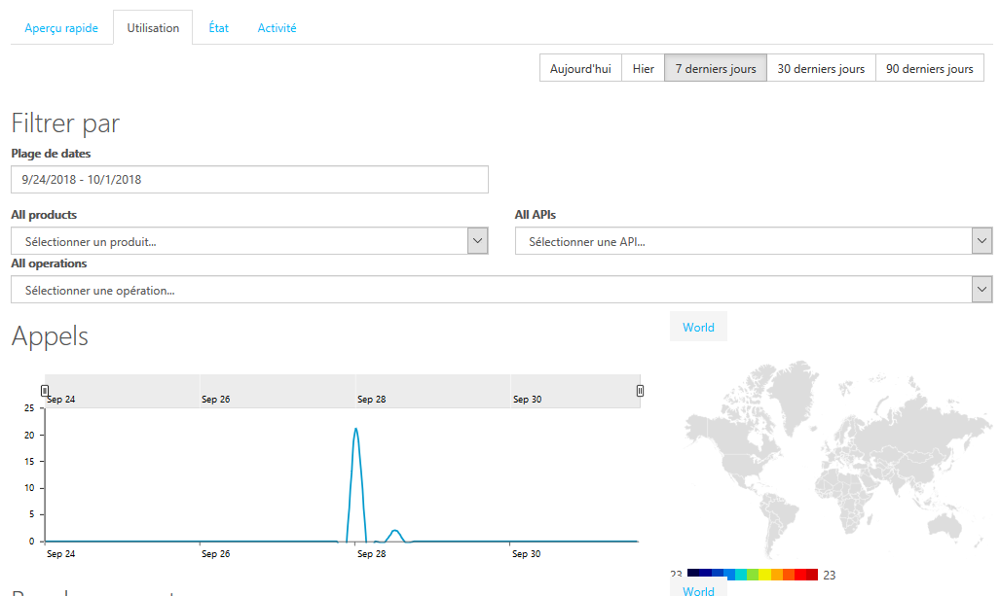 Aperçu rapide Utilisation État Activité
Aujourd'hui Hier 7 derniers jours 30 derniers jours 90 derniers jours
Filtrer par
Plage de dates
9/24/2018 - 10/1/2018
All products All APIs
Sélectionner un produit... Sélectionner une API...
All operations
Sélectionner une opération...
World
Appels
Sep 24 Sep 26 Sep 28 Sep 30
25
20
15
10
5
0
Sep 24 Sep 26 Sep 28 Sep 30
23 23
World